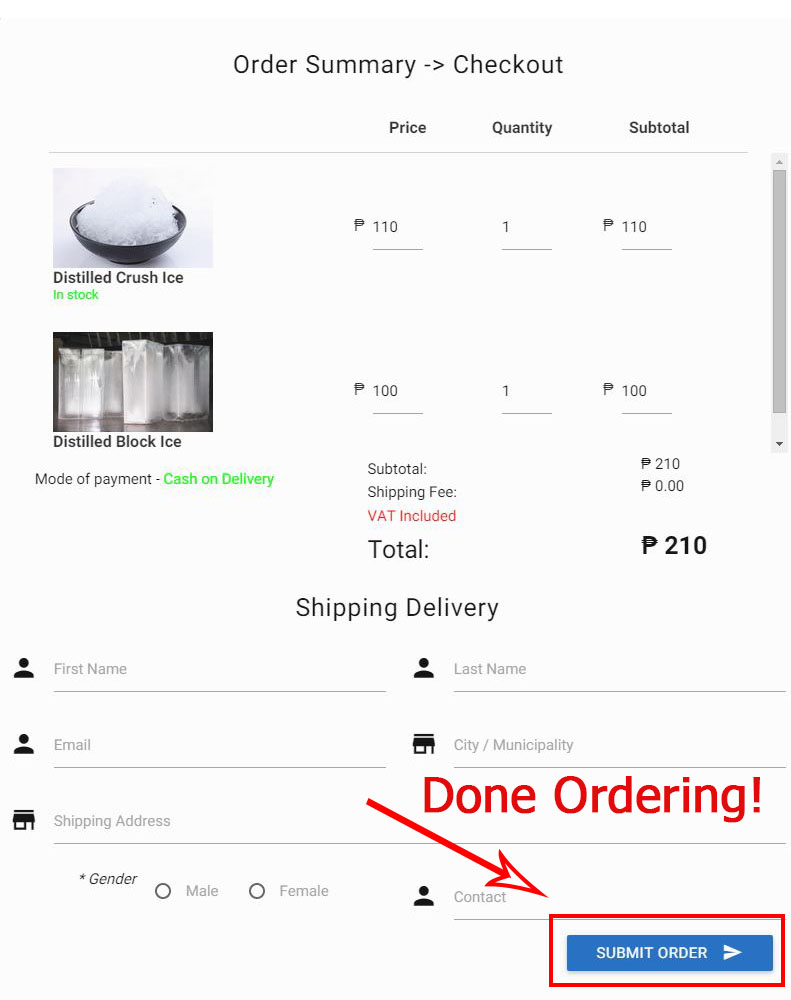 Order Summary -> Checkout
Price Quantity Subtotal
₱ 110 1 ₱ 110
Distilled Crush Ice
In stock
₱ 100 1 ₱ 100
Distilled Block Ice
Mode of payment - Cash on Delivery
Subtotal: ₱ 210
Shipping Fee: ₱ 0.00
VAT Included
Total: ₱ 210
Shipping Delivery
First Name Last Name
Email City / Municipality
Done Ordering!
Shipping Address
* Gender Male Female Contact
SUBMIT ORDER